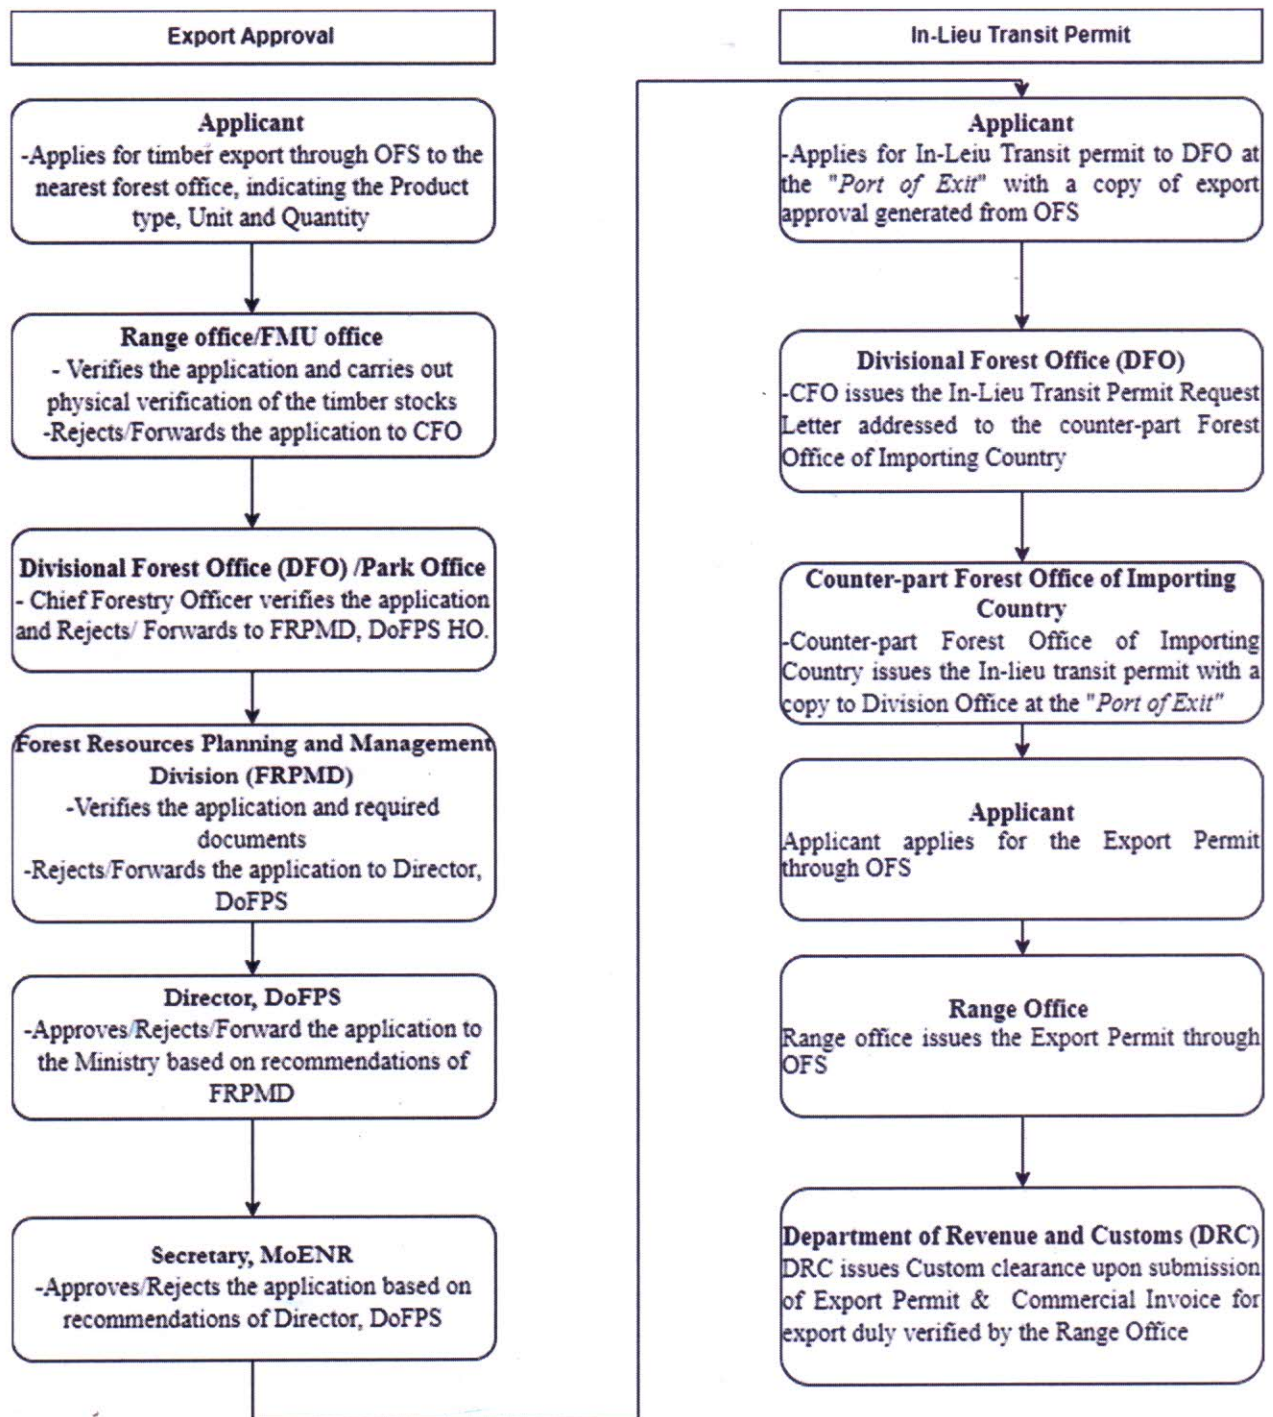 Export Approval
Applicant
-Applies for timber export through OFS to the
nearest forest office, indicating the Product
type, Unit and Quantity
Range office/FMU office
- Verifies the application and carries out
physical verification of the timber stocks
-Rejects/Forwards the application to CFO
Divisional Forest Office (DFO) /Park Office
- Chief Forestry Officer verifies the application
and Rejects/ Forwards to FRPMD, DoFPS HO.
Forest Resources Planning and Management
Division (FRPMD)
-Verifies the application and required
documents
-Rejects/Forwards the application to Director,
DoFPS
Director, DoFPS
-Approves/Rejects/Forward the application to
the Ministry based on recommendations of
FRPMD
Secretary, MoENR
-Approves/Rejects the application based on
recommendations of Director, DoFPS
In-Lieu Transit Permit
Applicant
-Applies for In-Leiu Transit permit to DFO at
the "Port of Exit" with a copy of export
approval generated from OFS
Divisional Forest Office (DFO)
-CFO issues the In-Lieu Transit Permit Request
Letter addressed to the counter-part Forest
Office of Importing Country
Counter-part Forest Office of Importing
Country
-Counter-part Forest Office of Importing
Country issues the In-lieu transit permit with a
copy to Division Office at the "Port of Exit"
Applicant
Applicant applies for the Export Permit
through OFS
Range Office
Range office issues the Export Permit through
OFS
Department of Revenue and Customs (DRC)
DRC issues Custom clearance upon submission
of Export Permit & Commercial Invoice for
export duly verified by the Range Office